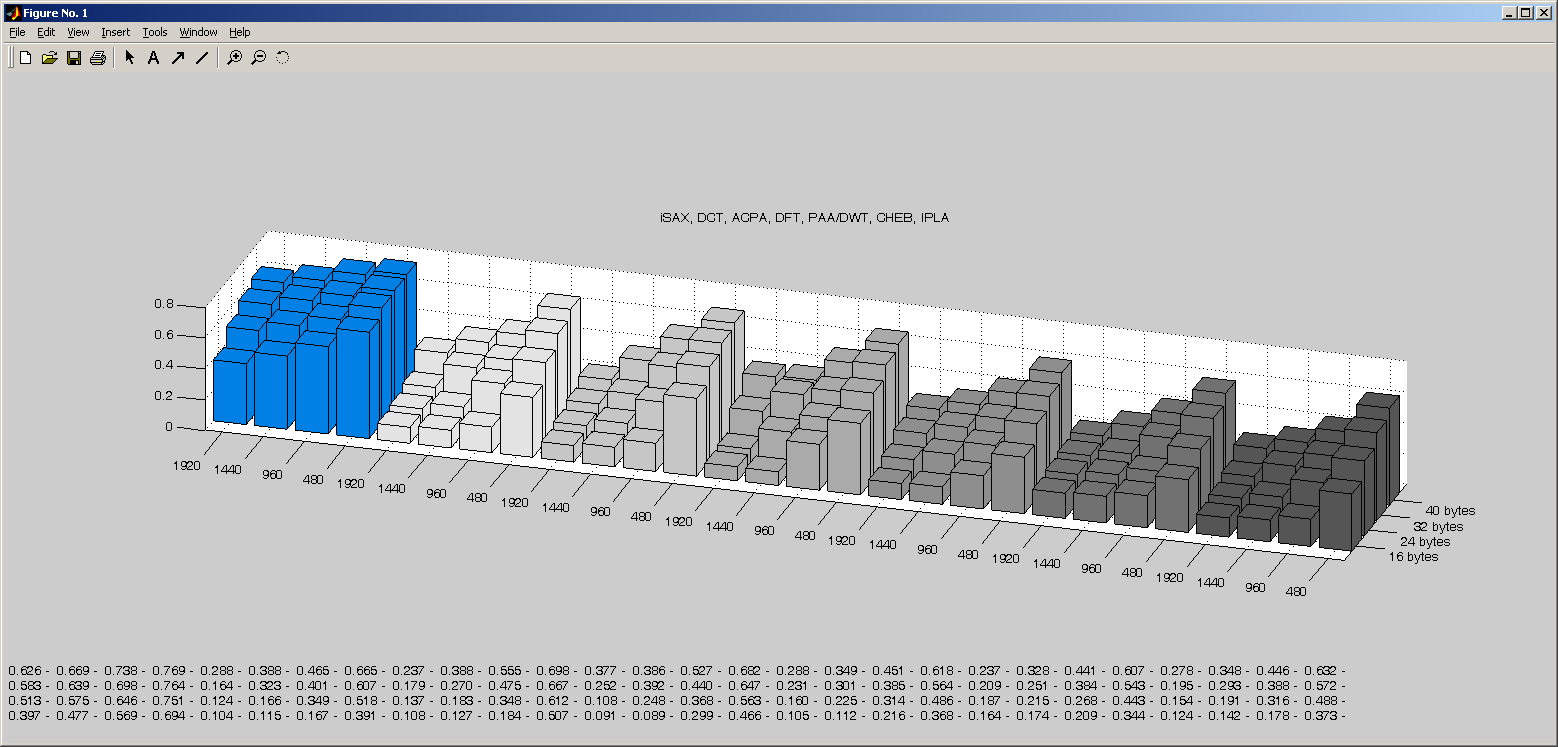 Figure No. 1
File Edit View Insert Tools Window Help
A
iSAX, DCT, ACPA, DFT, PAA/DWT, CHEB, IPLA
0.8
0.6
0.4
0.2
0
1920 1440 960 480 1920 1440 960 480 1920 1440 960 480 1920 1440 960 480 1920 1440 960 480 1920 1440 960 480 1920 1440 960 480
40 bytes
32 bytes
24 bytes
16 bytes
0.626 - 0.669 - 0.738 - 0.769 - 0.288 - 0.388 - 0.465 - 0.665 - 0.237 - 0.388 - 0.555 - 0.698 - 0.377 - 0.386 - 0.527 - 0.682 - 0.288 - 0.349 - 0.451 - 0.618 - 0.237 - 0.328 - 0.441 - 0.607 - 0.278 - 0.348 - 0.446 - 0.632 -
0.583 - 0.639 - 0.698 - 0.764 - 0.164 - 0.323 - 0.401 - 0.607 - 0.179 - 0.270 - 0.475 - 0.667 - 0.252 - 0.392 - 0.440 - 0.647 - 0.231 - 0.301 - 0.385 - 0.564 - 0.209 - 0.251 - 0.384 - 0.543 - 0.195 - 0.293 - 0.388 - 0.572 -
0.513 - 0.575 - 0.646 - 0.751 - 0.124 - 0.166 - 0.349 - 0.518 - 0.137 - 0.183 - 0.348 - 0.612 - 0.108 - 0.248 - 0.368 - 0.563 - 0.160 - 0.225 - 0.314 - 0.486 - 0.187 - 0.215 - 0.268 - 0.443 - 0.154 - 0.191 - 0.316 - 0.488 -
0.397 - 0.477 - 0.569 - 0.694 - 0.104 - 0.115 - 0.167 - 0.391 - 0.108 - 0.127 - 0.184 - 0.507 - 0.091 - 0.089 - 0.299 - 0.466 - 0.105 - 0.112 - 0.216 - 0.368 - 0.164 - 0.174 - 0.209 - 0.344 - 0.124 - 0.142 - 0.178 - 0.373 -